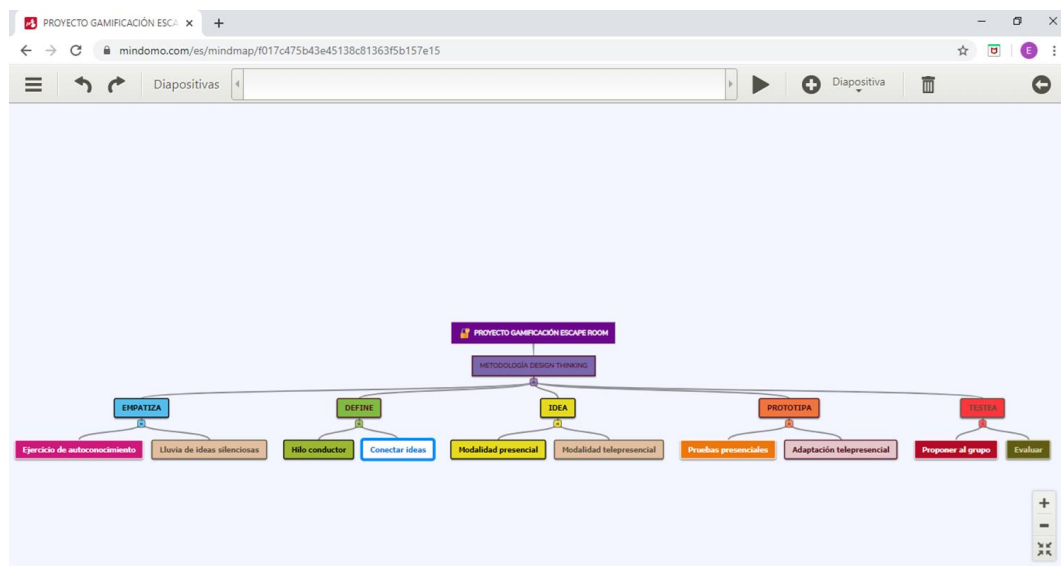 PROYECTO GAMIFICACIÓN ESCA
mindomo.com/es/mindmap/f017c475b43e45138c81363f5b157e15
E
Diapositivas
Diapositiva
PROYECTO GAMIFICACIÓN ESCAPE ROOM
METODOLOGÍA DESIGN THINKING
EMPATIZA
DEFINE
IDEA
PROTOTIPA
TESTEA
Ejercicio de autoconocimiento
Lluvia de ideas silenciosas
Hilo conductor
Conectar ideas
Modalidad presencial
Modalidad telepresencial
Pruebas presenciales
Adaptación telepresencial
Proponer al grupo
Evaluar